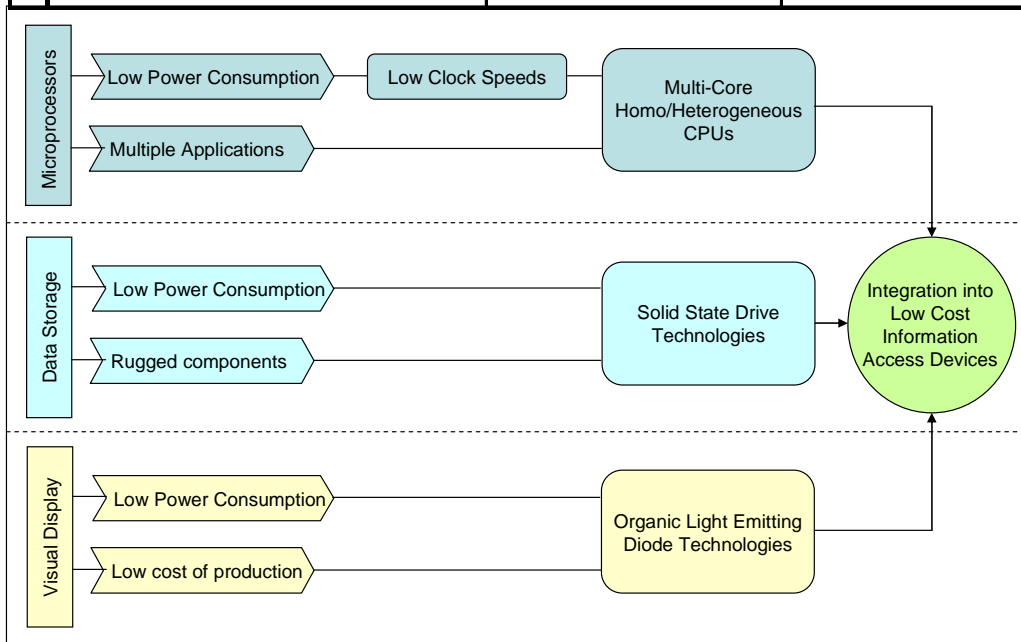 Microprocessors
Low Power Consumption
Low Clock Speeds
Multiple Applications
Multi-Core
Homo/Heterogeneous
CPUs
Data Storage
Low Power Consumption
Rugged components
Solid State Drive
Technologies
Integration into
Low Cost
Information
Access Devices
Visual Display
Low Power Consumption
Low cost of production
Organic Light Emitting
Diode Technologies